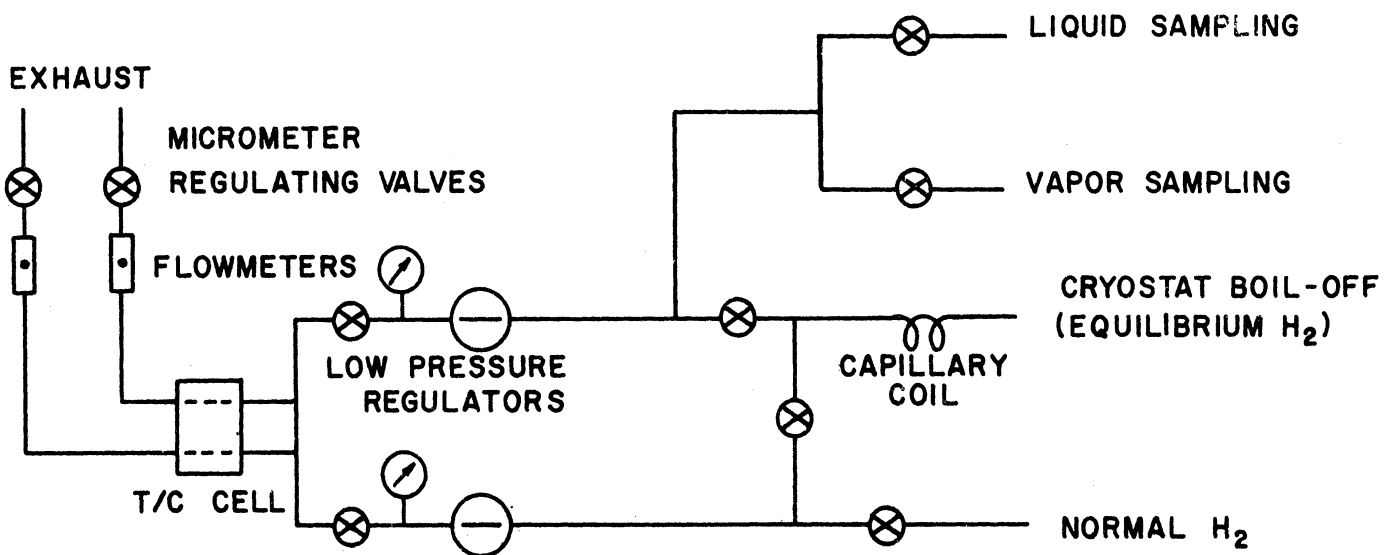 LIQUID SAMPLING
EXHAUST
MICROMETER
REGULATING VALVES
VAPOR SAMPLING
FLOWMETERS
CRYOSTAT BOIL-OFF
(EQUILIBRIUM H₂)
LOW PRESSURE
REGULATORS
CAPILLARY
COIL
T/C CELL
NORMAL H₂